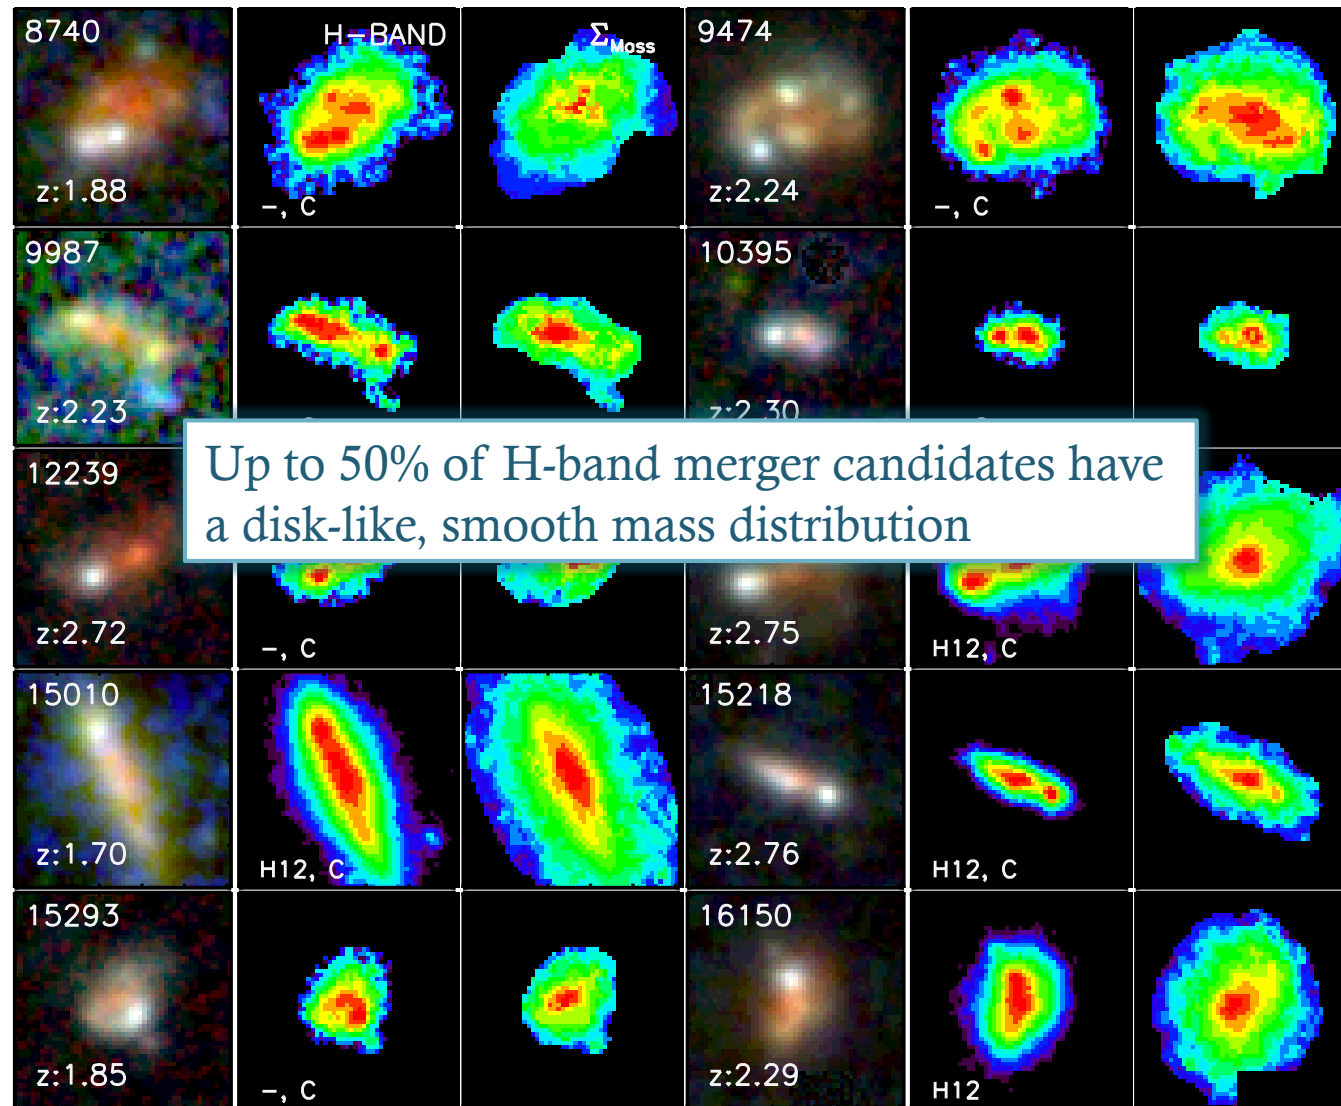 8740
H-BAND
ΣMass
9474
z:1.88
-, C
z:2.24
-, C
9987
10395
z:2.23
z:2.30
Up to 50% of H-band merger candidates have
a disk-like, smooth mass distribution
12239
z:2.72
-, C
z:2.75
H12, C
15010
15218
z:1.70
H12, C
z:2.76
H12, C
15293
16150
z:1.85
-, C
z:2.29
H12